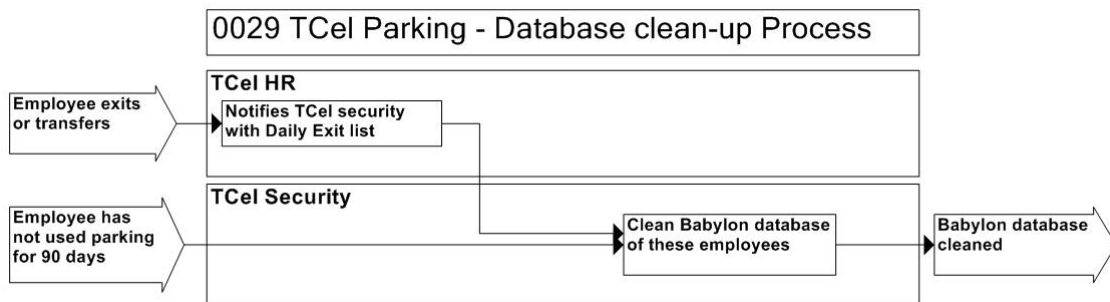 0029 TCel Parking - Database clean-up Process
TCel HR
Employee exits
or transfers
Notifies TCel security
with Daily Exit list
TCel Security
Employee has
not used parking
for 90 days
Clean Babylon database
of these employees
Babylon database
cleaned